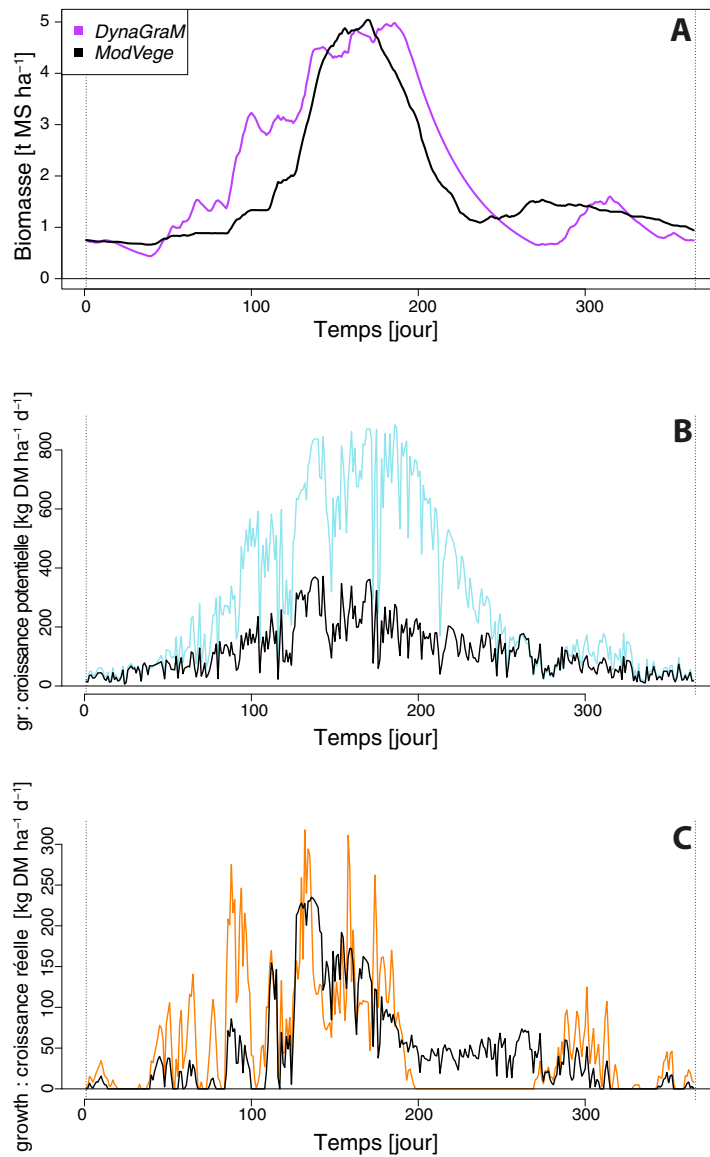 A
DynaGraM
ModVege
Biomasse [t MS ha⁻¹]
0 1 2 3 4 5
0 100 200 300
Temps [jour]
B
gr : croissance potentielle [kg DM ha⁻¹ d⁻¹]
0 200 400 600 800
0 100 200 300
Temps [jour]
C
growth : croissance réelle [kg DM ha⁻¹ d⁻¹]
0 50 100 150 200 250 300
0 100 200 300
Temps [jour]